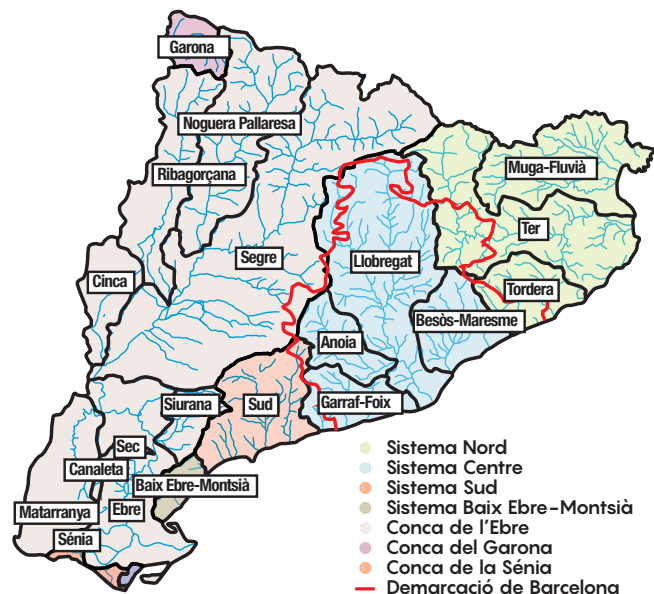 Garona
Noguera Pallaresa
Muga-Fluvià
Ribagorçana
Ter
Segre
Llobregat
Cinca
Tordera
Besòs-Maresme
Anoia
Siurana
Sud
Garraf-Foix
Sec
Canaleta
Baix Ebre-Montsià
Matarranya
Ebre
Sénia
Sistema Nord
Sistema Centre
Sistema Sud
Sistema Baix Ebre-Montsià
Conca de l'Ebre
Conca del Garona
Conca de la Sénia
Demarcació de Barcelona